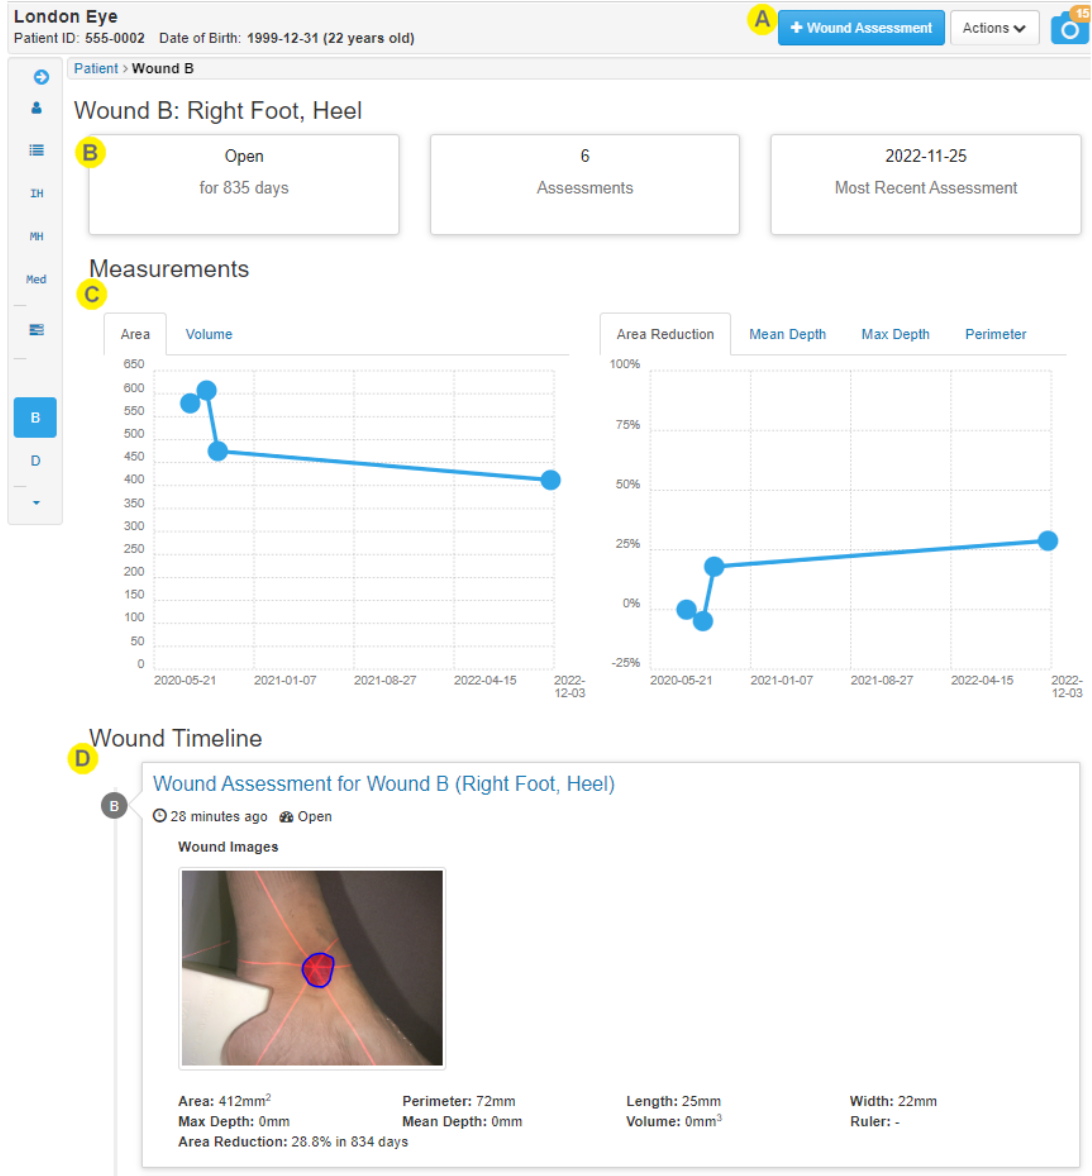 London Eye
Patient ID: 555-0002 Date of Birth: 1999-12-31 (22 years old)
A
+ Wound Assessment
Actions
15
Patient > Wound B
Wound B: Right Foot, Heel
B
Open
for 835 days
6
Assessments
2022-11-25
Most Recent Assessment
IH
MH
Med
B
D
Measurements
C
Area Volume
650
600
550
500
450
400
350
300
250
200
150
100
50
0
2020-05-21 2021-01-07 2021-08-27 2022-04-15 2022-12-03
Area Reduction Mean Depth Max Depth Perimeter
100%
75%
50%
25%
0%
-25%
2020-05-21 2021-01-07 2021-08-27 2022-04-15 2022-12-03
Wound Timeline
D
B
Wound Assessment for Wound B (Right Foot, Heel)
28 minutes ago Open
Wound Images
Area: 412mm² Perimeter: 72mm Length: 25mm Width: 22mm
Max Depth: 0mm Mean Depth: 0mm Volume: 0mm³ Ruler: -
Area Reduction: 28.8% in 834 days